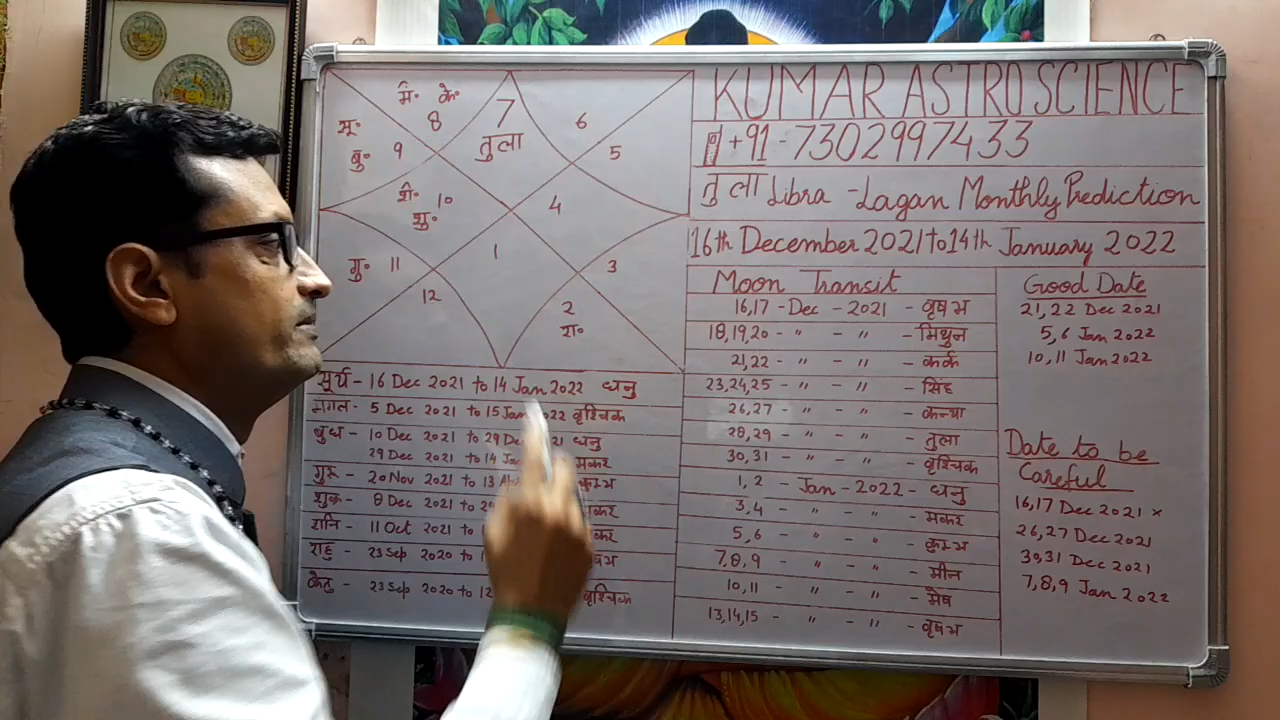 मं॰ के॰
8
7
तुला
6
सू॰
बु॰ 9
5
श॰ 10
शु॰
4
1
गु॰ 11
12
3
2
रा॰
सूर्य - 16 Dec 2021 to 14 Jan 2022 धनु
मंगल - 5 Dec 2021 to 15 Jan 2022 वृश्चिक
बुध - 10 Dec 2021 to 29 Dec 21 धनु
29 Dec 2021 to 14 मकर
गुरू - 20 Nov 2021 to 13 कुम्भ
शुक्र - 8 Dec 2021 to मकर
शनि - 11 Oct 2021 to मकर
राहु - 23 Sep 2020 to
केतु - 23 Sep 2020 to 12 वृश्चिक
KUMAR ASTRO SCIENCE
+91-7302997433
तुला Libra - Lagan Monthly Prediction
16th December 2021 to 14th January 2022
Moon Transit
16,17 - Dec - 2021 - वृषभ
18,19,20 - " - " - मिथुन
21,22 - " - " - कर्क
23,24,25 - " - " - सिंह
26,27 - " - " - कन्या
28,29 - " - " - तुला
30,31 - " - " - वृश्चिक
1,2 - Jan - 2022 - धनु
3,4 - " - " - मकर
5,6 - " - " - कुम्भ
7,8,9 - " - " - मीन
10,11 - " - " - मेष
13,14,15 - " - " - वृषभ
Good Date
21,22 Dec 2021
5,6 Jan 2022
10,11 Jan 2022
Date to be
Careful
16,17 Dec 2021 x
26,27 Dec 2021
30,31 Dec 2021
7,8,9 Jan 2022